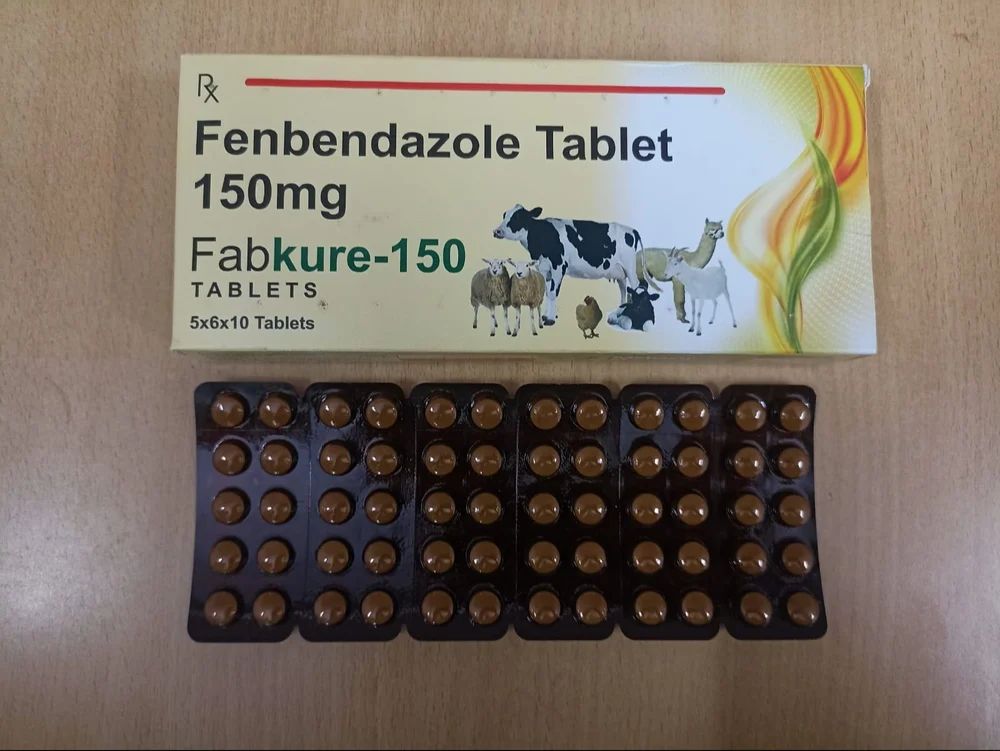 Rx
Fenbendazole Tablet
150mg
Fabkure-150
TABLETS
5x6x10 Tablets